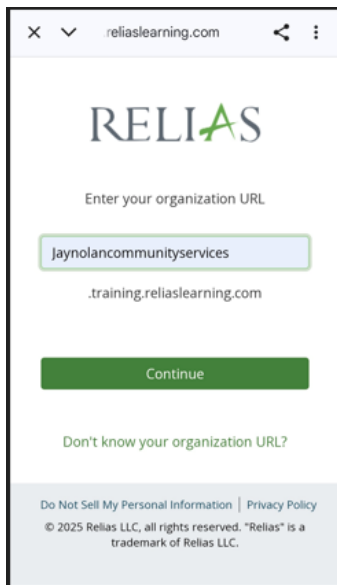 .reliaslearning.com
RELIAS
Enter your organization URL
Jaynolancommunityservices
.training.reliaslearning.com
Continue
Don't know your organization URL?
Do Not Sell My Personal Information | Privacy Policy
© 2025 Relias LLC, all rights reserved. "Relias" is a
trademark of Relias LLC.